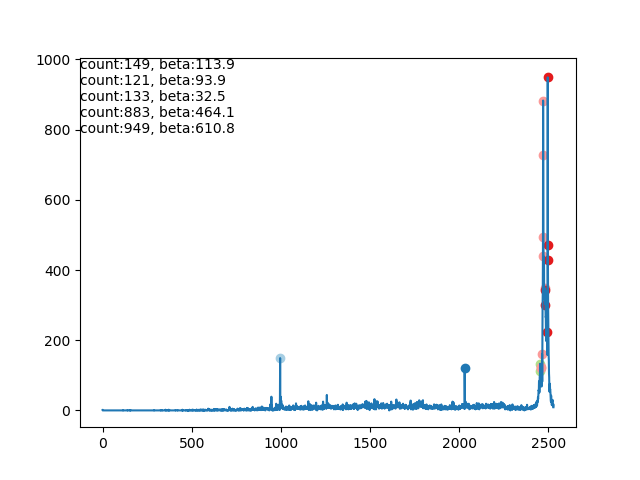 1000
count:149, beta:113.9
count:121, beta:93.9
count:133, beta:32.5
count:883, beta:464.1
800
count:949, beta:610.8
600
400
200
0
0 500 1000 1500 2000 2500